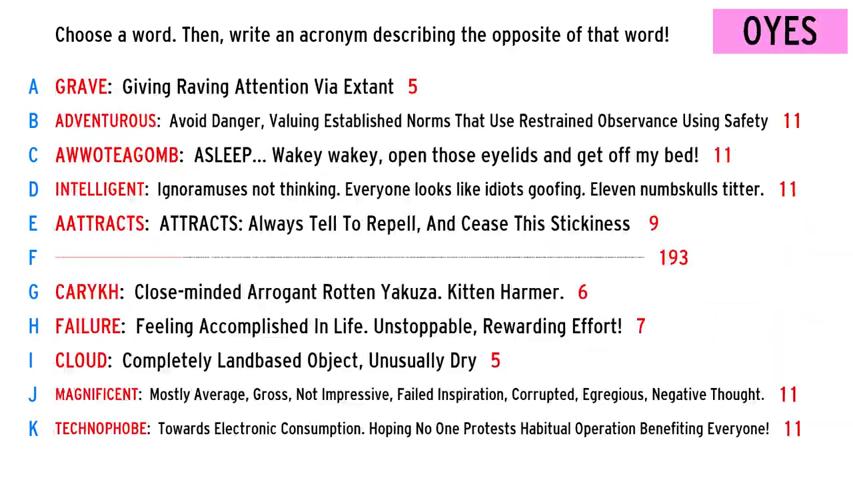 Choose a word. Then, write an acronym describing the opposite of that word!
OYES
A GRAVE: Giving Raving Attention Via Extant 5
B ADVENTUROUS: Avoid Danger, Valuing Established Norms That Use Restrained Observance Using Safety 11
C AWWOTEAGOMB: ASLEEP... Wakey wakey, open those eyelids and get off my bed! 11
D INTELLIGENT: Ignoramuses not thinking. Everyone looks like idiots goofing. Eleven numbskulls titter. 11
E AATTRACTS: ATTRACTS: Always Tell To Repell, And Cease This Stickiness 9
F 193
G CARYKH: Close-minded Arrogant Rotten Yakuza. Kitten Harmer. 6
H FAILURE: Feeling Accomplished In Life. Unstoppable, Rewarding Effort! 7
I CLOUD: Completely Landbased Object, Unusually Dry 5
J MAGNIFICENT: Mostly Average, Gross, Not Impressive, Failed Inspiration, Corrupted, Egregious, Negative Thought. 11
K TECHNOPHOBE: Towards Electronic Consumption. Hoping No One Protests Habitual Operation Benefiting Everyone! 11